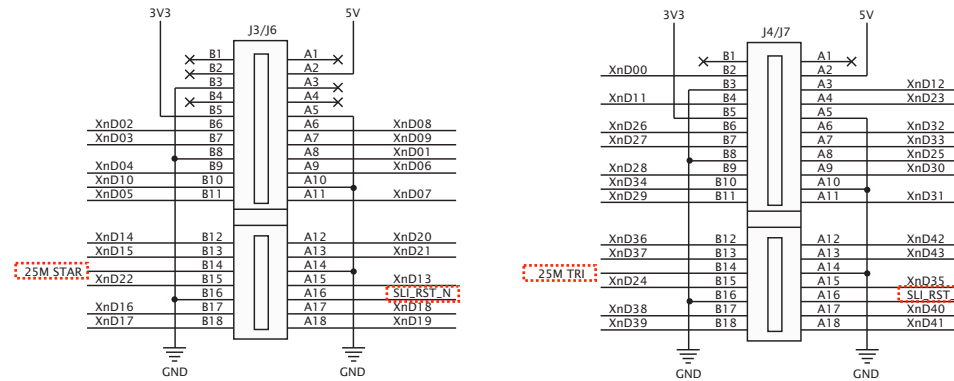 3V3 5V 3V3 5V
J3/J6 J4/J7
B1 A1 B1 A1
B2 A2 XnD00 B2 A2
B3 A3 B3 A3 XnD12
B4 A4 XnD11 B4 A4 XnD23
B5 A5 B5 A5
XnD02 B6 A6 XnD08 XnD26 B6 A6 XnD32
XnD03 B7 A7 XnD09 XnD27 B7 A7 XnD33
B8 A8 XnD01 B8 A8 XnD25
XnD04 B9 A9 XnD06 XnD28 B9 A9 XnD30
XnD10 B10 A10 XnD34 B10 A10
XnD05 B11 A11 XnD07 XnD29 B11 A11 XnD31
XnD14 B12 A12 XnD20 XnD36 B12 A12 XnD42
XnD15 B13 A13 XnD21 XnD37 B13 A13 XnD43
25M STAR B14 A14 25M TRI B14 A14
XnD22 B15 A15 XnD13 XnD24 B15 A15 XnD35
B16 A16 SLI_RST_N B16 A16 SLI_RST_
XnD16 B17 A17 XnD18 XnD38 B17 A17 XnD40
XnD17 B18 A18 XnD19 XnD39 B18 A18 XnD41
GND GND GND GND